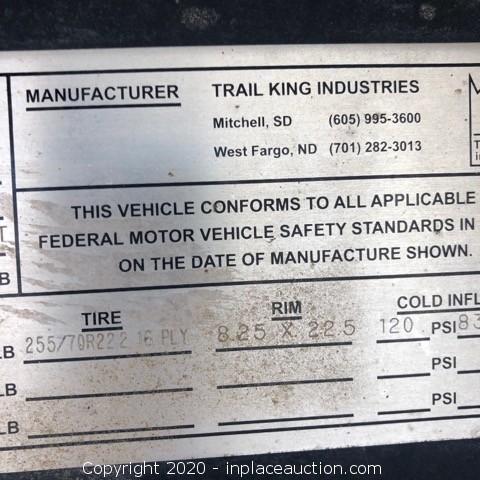 MANUFACTURER TRAIL KING INDUSTRIES
Mitchell, SD (605) 995-3600
West Fargo, ND (701) 282-3013
THIS VEHICLE CONFORMS TO ALL APPLICABLE
FEDERAL MOTOR VEHICLE SAFETY STANDARDS IN
ON THE DATE OF MANUFACTURE SHOWN.
B
TIRE RIM COLD INFL
LB 255/70R22.5 16 PLY 8.25 X 22.5 120 PSI 83
LB PSI
LB PSI
Copyright 2020 - inplaceauction.com